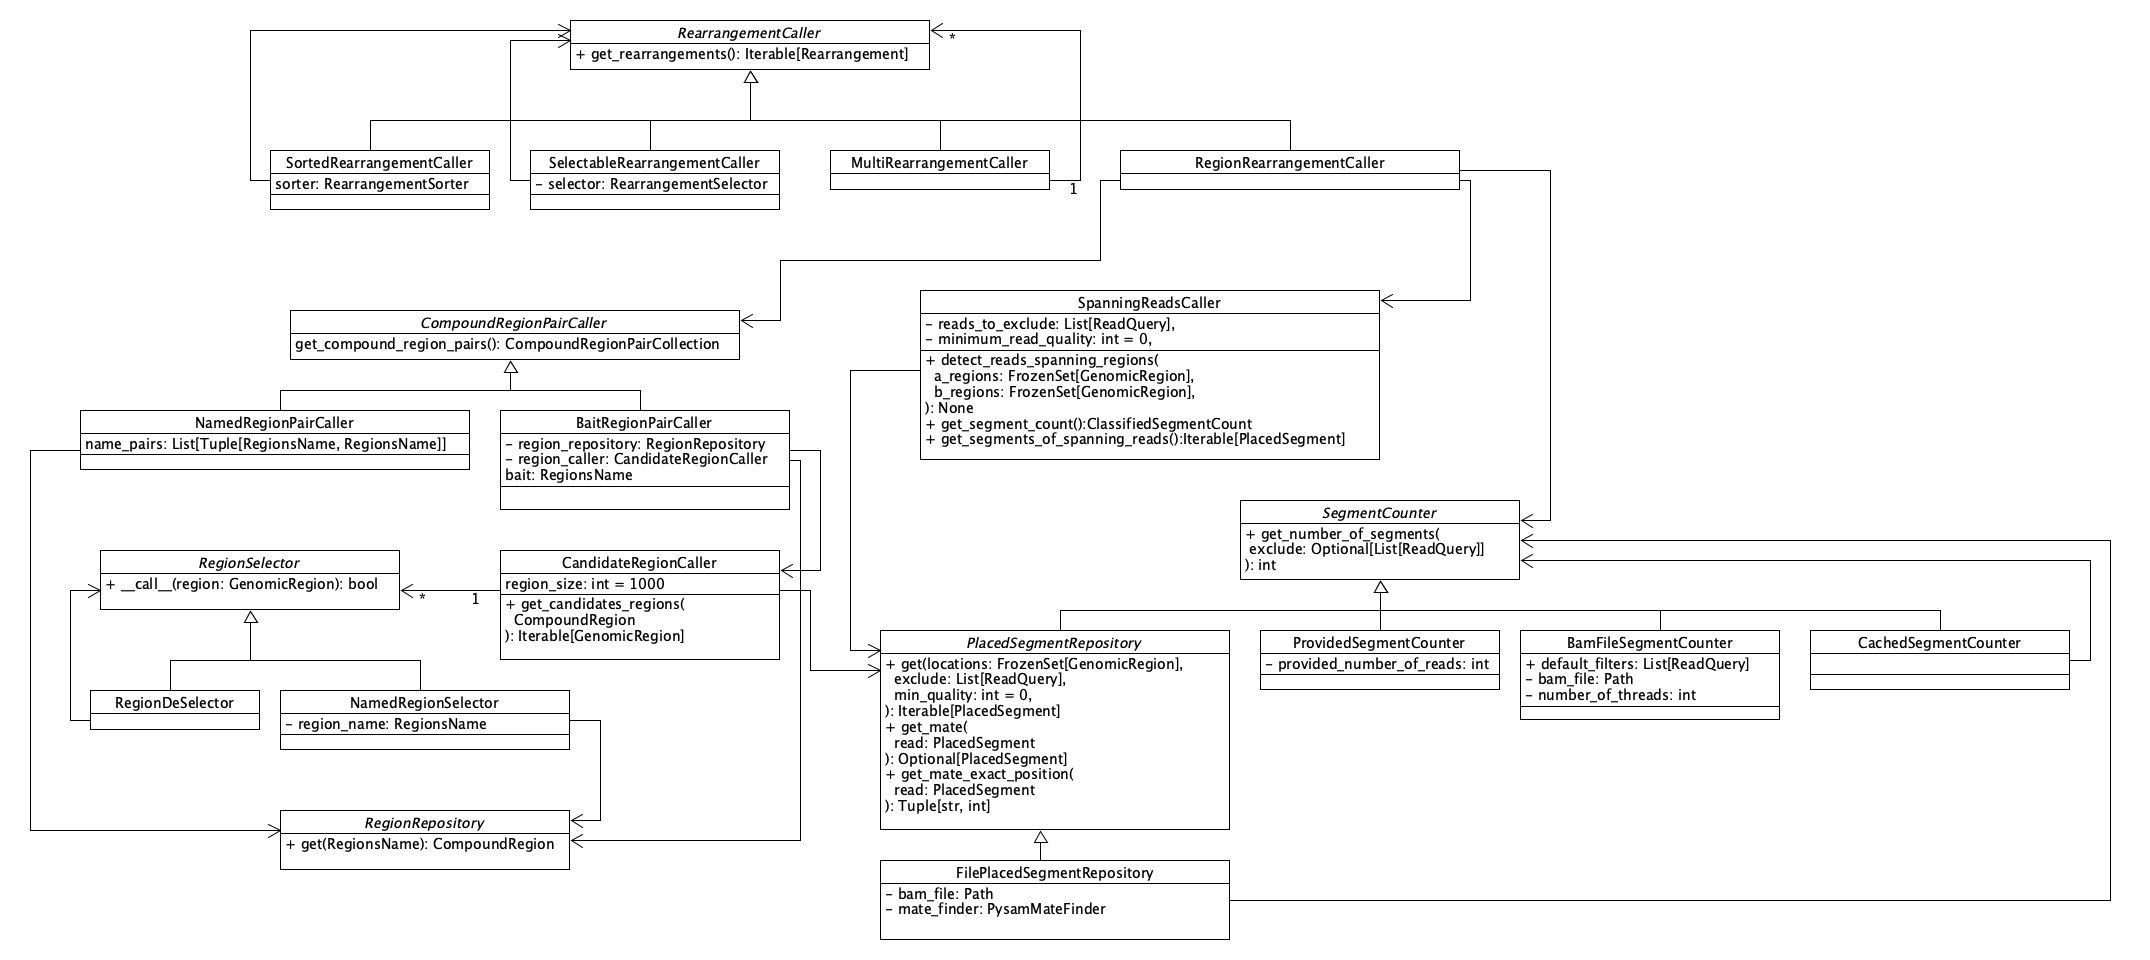 RearrangementCaller
+ get_rearrangements(): Iterable[Rearrangement]
*
SortedRearrangementCaller
sorter: RearrangementSorter
SelectableRearrangementCaller
– selector: RearrangementSelector
MultiRearrangementCaller
1
RegionRearrangementCaller
CompoundRegionPairCaller
get_compound_region_pairs(): CompoundRegionPairCollection
SpanningReadsCaller
– reads_to_exclude: List[ReadQuery],
– minimum_read_quality: int = 0,
+ detect_reads_spanning_regions(
a_regions: FrozenSet[GenomicRegion],
b_regions: FrozenSet[GenomicRegion],
): None
+ get_segment_count():ClassifiedSegmentCount
+ get_segments_of_spanning_reads():Iterable[PlacedSegment]
NamedRegionPairCaller
name_pairs: List[Tuple[RegionsName, RegionsName]]
BaitRegionPairCaller
– region_repository: RegionRepository
– region_caller: CandidateRegionCaller
bait: RegionsName
SegmentCounter
+ get_number_of_segments(
exclude: Optional[List[ReadQuery]]
): int
RegionSelector
+ __call__(region: GenomicRegion): bool
*
1
CandidateRegionCaller
region_size: int = 1000
+ get_candidates_regions(
CompoundRegion
): Iterable[GenomicRegion]
PlacedSegmentRepository
+ get(locations: FrozenSet[GenomicRegion],
exclude: List[ReadQuery],
min_quality: int = 0,
): Iterable[PlacedSegment]
+ get_mate(
read: PlacedSegment
): Optional[PlacedSegment]
+ get_mate_exact_position(
read: PlacedSegment
): Tuple[str, int]
ProvidedSegmentCounter
– provided_number_of_reads: int
BamFileSegmentCounter
+ default_filters: List[ReadQuery]
– bam_file: Path
– number_of_threads: int
CachedSegmentCounter
RegionDeSelector
NamedRegionSelector
– region_name: RegionsName
RegionRepository
+ get(RegionsName): CompoundRegion
FilePlacedSegmentRepository
– bam_file: Path
– mate_finder: PysamMateFinder